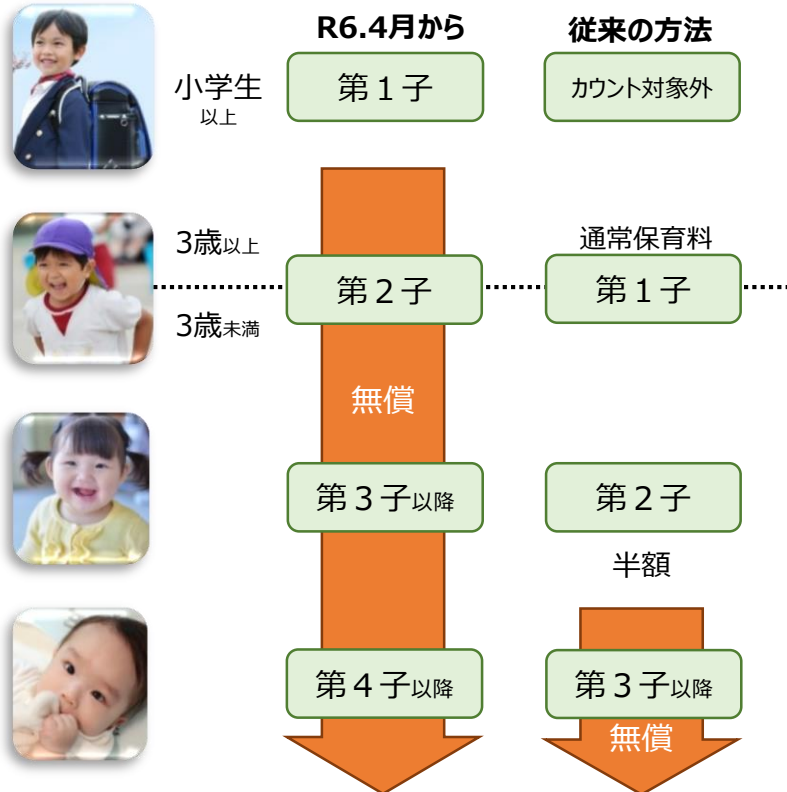 R6.4月から 従来の方法
小学生 以上 第1子 カウント対象外
3歳以上 通常保育料
第2子 第1子
3歳未満
無償
第3子以降 第2子
半額
第4子以降 第3子以降
無償